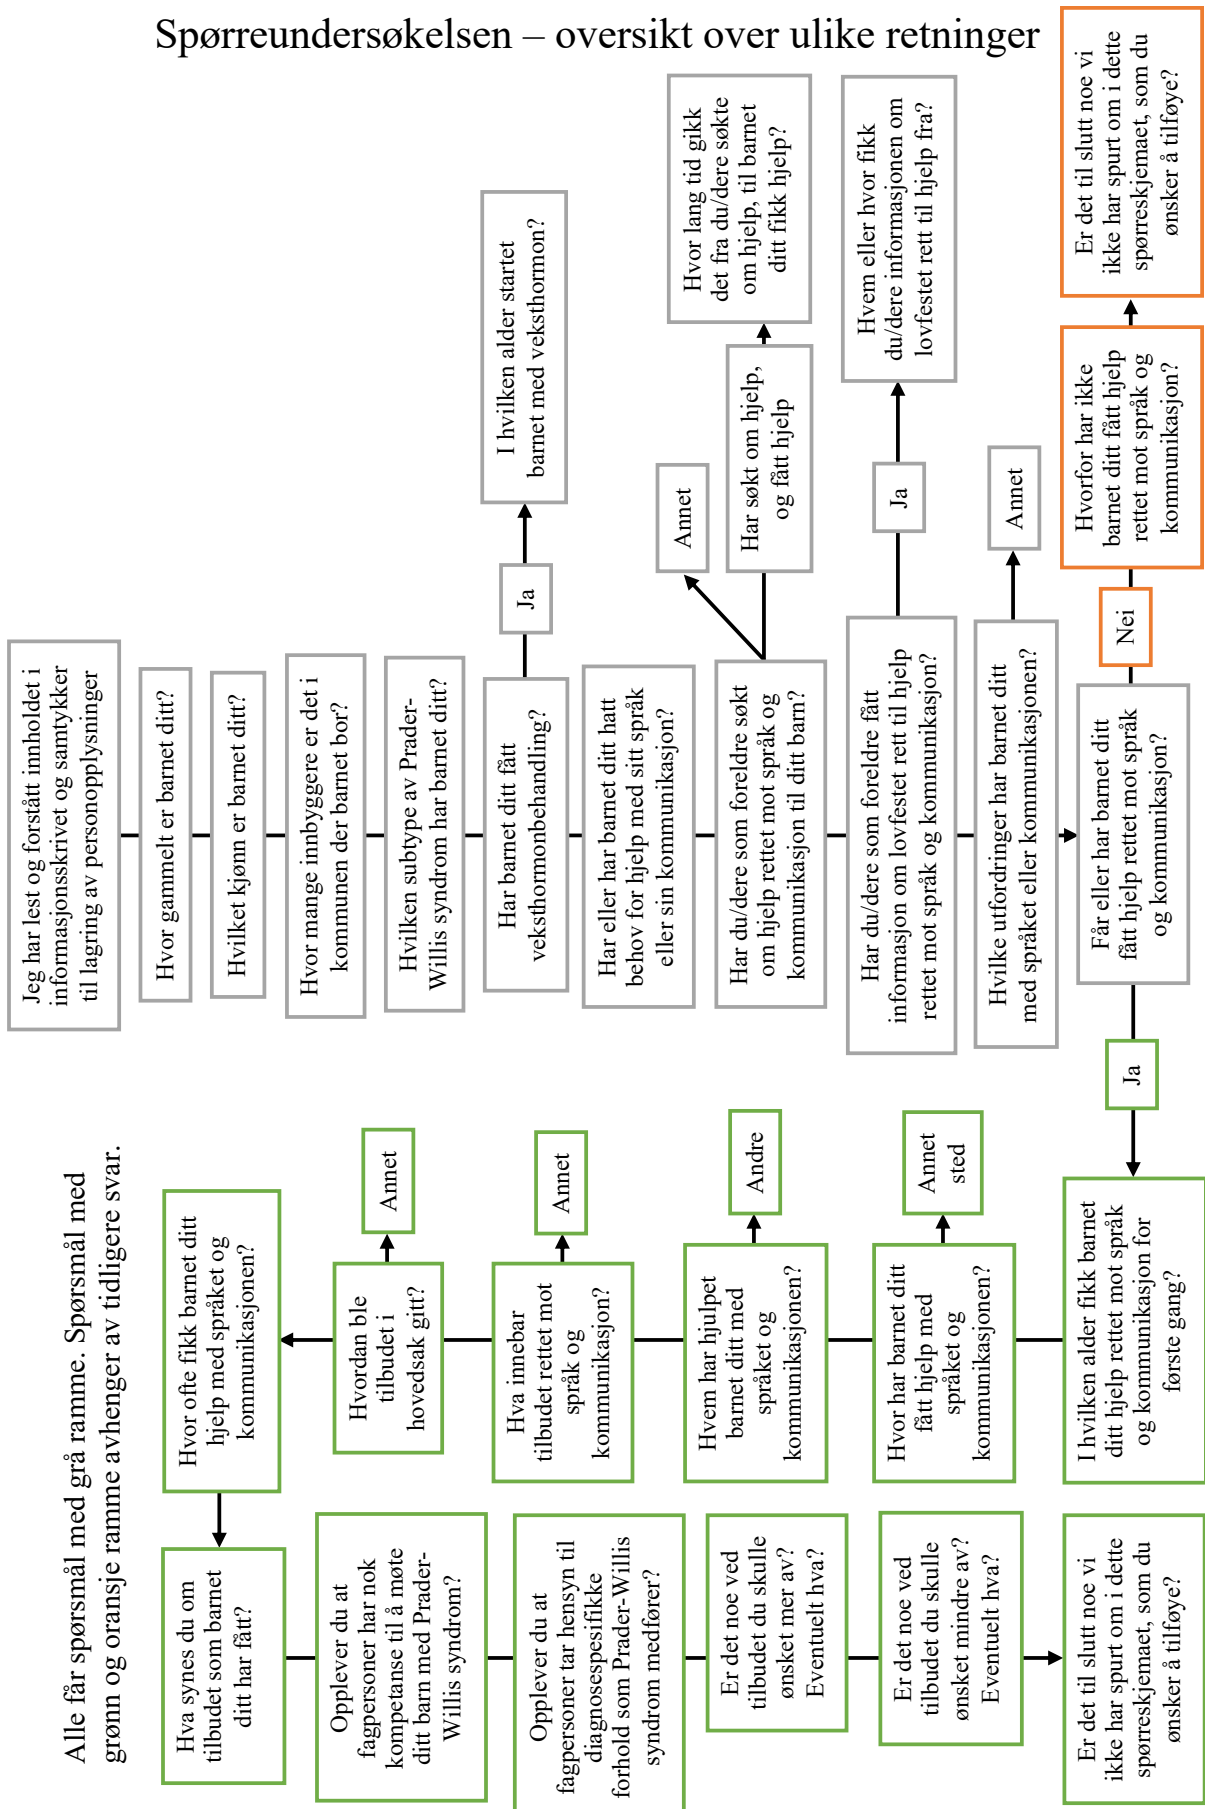 Spørreundersøkelsen – oversikt over ulike retninger
Alle får spørsmål med grå ramme. Spørsmål med
grønn og oransje ramme avhenger av tidligere svar.
Jeg har lest og forstått innholdet i
informasjonsskrivet og samtykker
til lagring av personopplysninger
Hvor gammelt er barnet ditt?
Hvilket kjønn er barnet ditt?
Hvor mange innbyggere er det i
kommunen der barnet bor?
Hvilken subtype av Prader-
Willis syndrom har barnet ditt?
Har barnet ditt fått
veksthormonbehandling?
Ja
I hvilken alder startet
barnet med veksthormon?
Har eller har barnet ditt hatt
behov for hjelp med sitt språk
eller sin kommunikasjon?
Har du/dere som foreldre søkt
om hjelp rettet mot språk og
kommunikasjon til ditt barn?
Annet
Har søkt om hjelp,
og fått hjelp
Hvor lang tid gikk
det fra du/dere søkte
om hjelp, til barnet
ditt fikk hjelp?
Har du/dere som foreldre fått
informasjon om lovfestet rett til hjelp
rettet mot språk og kommunikasjon?
Ja
Hvem eller hvor fikk
du/dere informasjonen om
lovfestet rett til hjelp fra?
Hvilke utfordringer har barnet ditt
med språket eller kommunikasjonen?
Annet
Får eller har barnet ditt
fått hjelp rettet mot språk
og kommunikasjon?
Nei
Hvorfor har ikke
barnet ditt fått hjelp
rettet mot språk og
kommunikasjon?
Er det til slutt noe vi
ikke har spurt om i dette
spørreskjemaet, som du
ønsker å tilføye?
Ja
I hvilken alder fikk barnet
ditt hjelp rettet mot språk
og kommunikasjon for
første gang?
Hvor har barnet ditt
fått hjelp med
språket og
kommunikasjonen?
Annet
sted
Hvem har hjulpet
barnet ditt med
språket og
kommunikasjonen?
Andre
Hva innebar
tilbudet rettet mot
språk og
kommunikasjon?
Annet
Hvordan ble
tilbudet i
hovedsak gitt?
Annet
Hvor ofte fikk barnet ditt
hjelp med språket og
kommunikasjonen?
Hva synes du om
tilbudet som barnet
ditt har fått?
Opplever du at
fagpersoner har nok
kompetanse til å møte
ditt barn med Prader-
Willis syndrom?
Opplever du at
fagpersoner tar hensyn til
diagnosespesifikke
forhold som Prader-Willis
syndrom medfører?
Er det noe ved
tilbudet du skulle
ønsket mer av?
Eventuelt hva?
Er det noe ved
tilbudet du skulle
ønsket mindre av?
Eventuelt hva?
Er det til slutt noe vi
ikke har spurt om i dette
spørreskjemaet, som du
ønsker å tilføye?